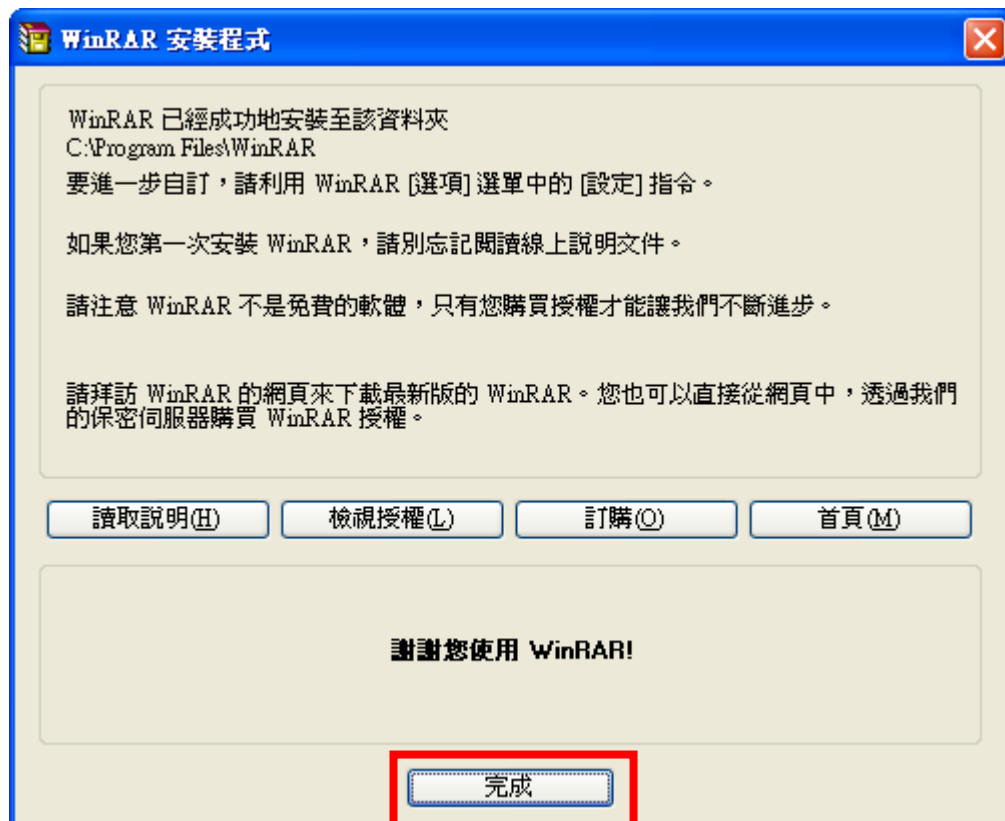 WinRAR 安裝程式
WinRAR 已經成功地安裝至該資料夾
C:\Program Files\WinRAR
要進一步自訂，請利用 WinRAR [選項] 選單中的 [設定] 指令。
如果您第一次安裝 WinRAR，請別忘記閱讀線上說明文件。
請注意 WinRAR 不是免費的軟體，只有您購買授權才能讓我們不斷進步。
請拜訪 WinRAR 的網頁來下載最新版的 WinRAR。您也可以直接從網頁中，透過我們
的保密伺服器購買 WinRAR 授權。
讀取說明(H)
檢視授權(L)
訂購(O)
首頁(M)
謝謝您使用 WinRAR!
完成